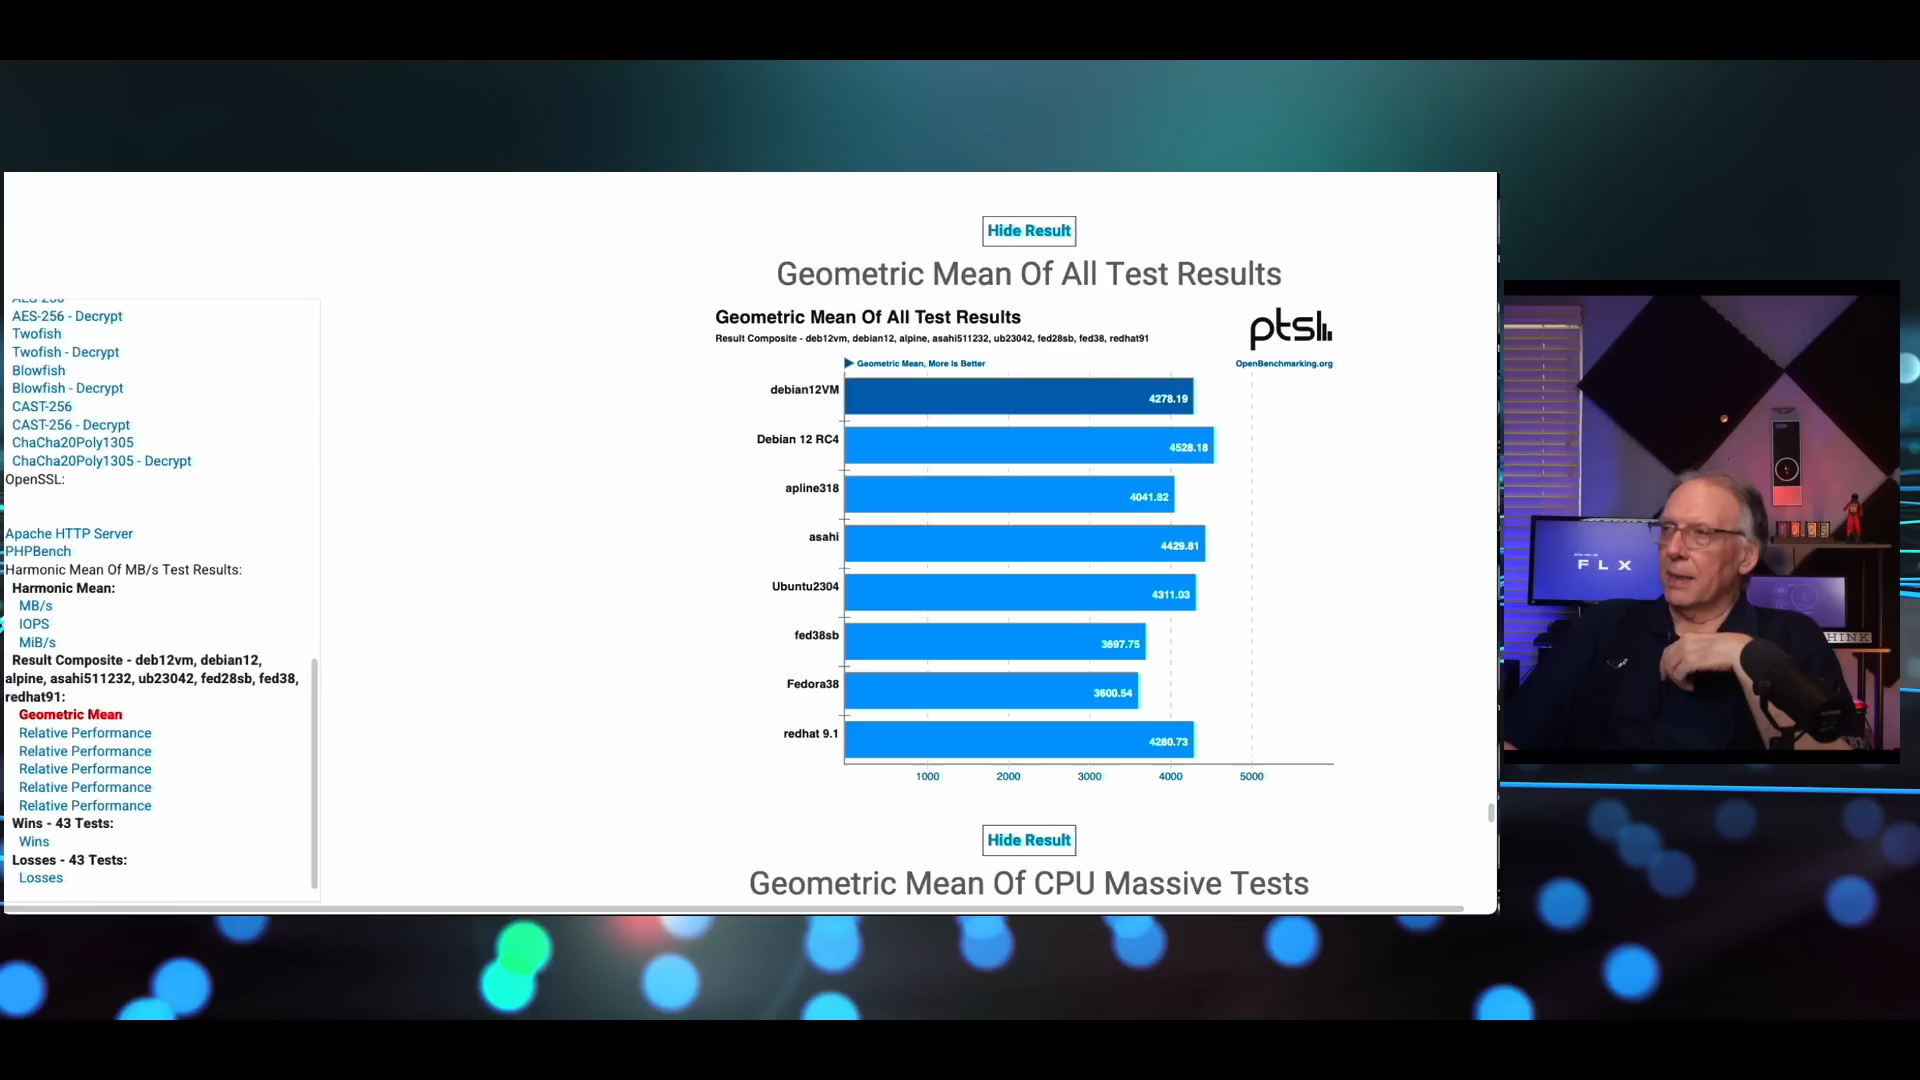 Hide Result
Geometric Mean Of All Test Results
Geometric Mean Of All Test Results
Result Composite - deb12vm, debian12, alpine, asahi511232, ub23042, fed28sb, fed38, redhat91
ptsl
Geometric Mean, More Is Better
OpenBenchmarking.org
debian12VM 4278.19
Debian 12 RC4 4528.18
apline318 4041.82
asahi 4429.81
Ubuntu2304 4311.03
fed38sb 3697.75
Fedora38 3600.54
redhat 9.1 4280.73
1000 2000 3000 4000 5000
Hide Result
Geometric Mean Of CPU Massive Tests
AES-256
AES-256 - Decrypt
Twofish
Twofish - Decrypt
Blowfish
Blowfish - Decrypt
CAST-256
CAST-256 - Decrypt
ChaCha20Poly1305
ChaCha20Poly1305 - Decrypt
OpenSSL:
Apache HTTP Server
PHPBench
Harmonic Mean Of MB/s Test Results:
Harmonic Mean:
MB/s
IOPS
MiB/s
Result Composite - deb12vm, debian12,
alpine, asahi511232, ub23042, fed28sb, fed38,
redhat91:
Geometric Mean
Relative Performance
Relative Performance
Relative Performance
Relative Performance
Relative Performance
Wins - 43 Tests:
Wins
Losses - 43 Tests:
Losses
FLX
HINK